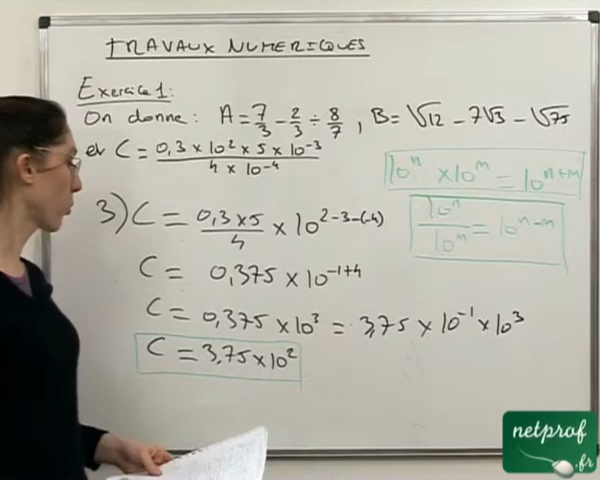 TRAVAUX NUMERIQUES
Exercice 1:
On donne: A = 7/3 - 2/3 ÷ 8/7 , B = √12 - 7√3 - √75
et C = (0,3 × 10² × 5 × 10⁻³)/(4 × 10⁻⁴)
10ⁿ × 10ᵐ = 10ⁿ⁺ᵐ
10ⁿ/10ᵐ = 10ⁿ⁻ᵐ
3) C = (0,3 × 5)/4 × 10²⁻³⁻⁽⁻⁴⁾
C = 0,375 × 10⁻¹⁺⁴
C = 0,375 × 10³ = 3,75 × 10⁻¹ × 10³
C = 3,75 × 10²
netprof
.fr